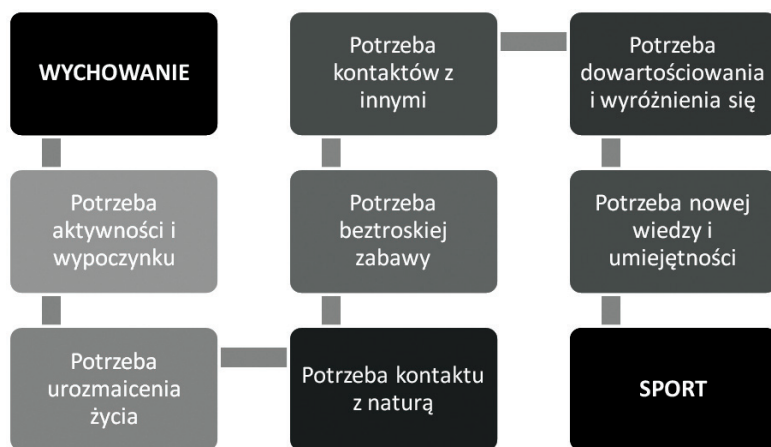 WYCHOWANIE
Potrzeba
aktywności i
wypoczynku
Potrzeba
urozmaicenia
życia
Potrzeba kontaktu
z naturą
Potrzeba
beztroskiej
zabawy
Potrzeba
kontaktów z
innymi
Potrzeba
dowartościowania
i wyróżnienia się
Potrzeba nowej
wiedzy i
umiejętności
SPORT